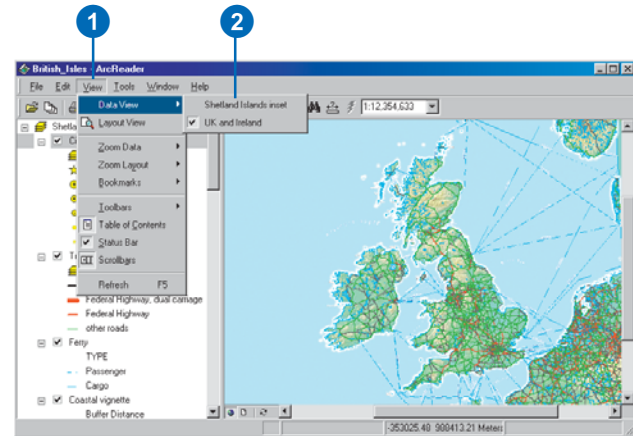 1 2
British_Isles - ArcReader
File Edit View Tools Window Help
Data View
Shetland Islands inset
1:12,354,633
Layout View
UK and Ireland
Shetla
Zoom Data
Zoom Layout
Bookmarks
Toolbars
Table of Contents
Status Bar
Scrollbars
Refresh F5
Federal Highway, dual carriage
Federal Highway
other roads
Ferry
TYPE
Passenger
Cargo
Coastal vignette
Buffer Distance
-353025.48 988413.21 Meters